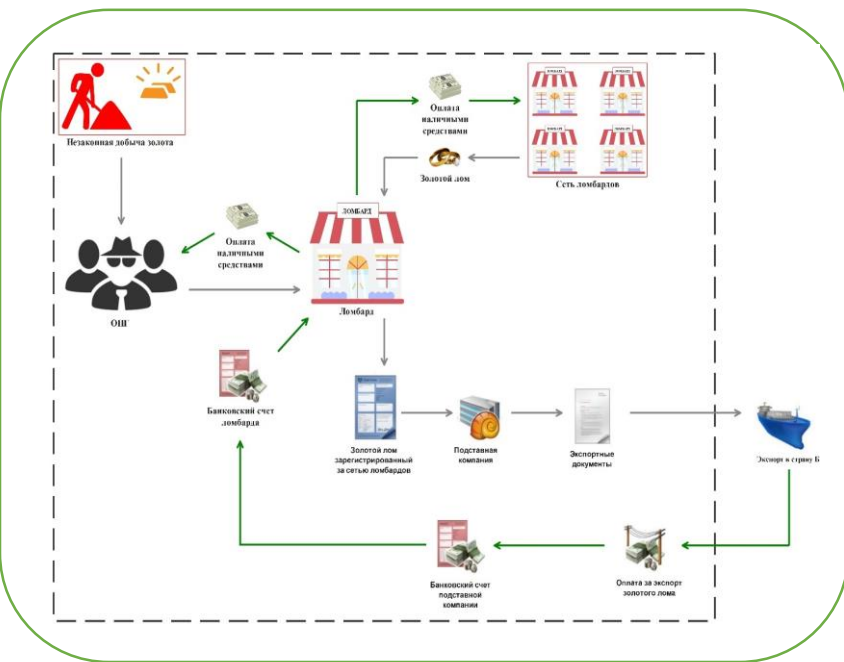 Оплата
наличными
средствами
Незаконная добыча золота
Золотой лом
Сеть ломбардов
ЛОМБАРД
Оплата
наличными
средствами
Ломбард
Банковский счет
ломбарда
Золотой лом
зарегистрированный
за сетью ломбардов
Подставная
компания
Экспортные
документы
Экспорт в страну Б
Банковский счет
подставной
компании
Оплата за экспорт
золотого лома